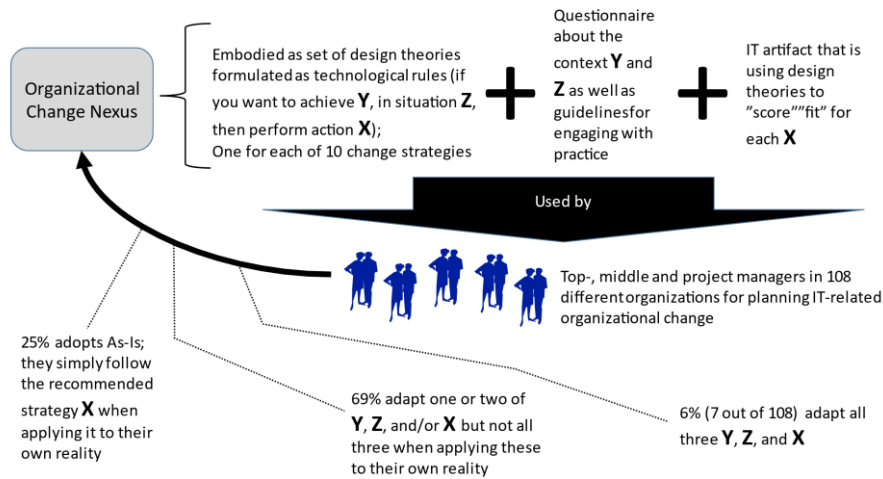 Organizational
Change Nexus
Embodied as set of design theories
formulated as technological rules (if
you want to achieve Y, in situation Z,
then perform action X);
One for each of 10 change strategies
Questionnaire
about the
context Y and
Z as well as
guidelinesfor
engaging with
practice
IT artifact that is
using design
theories to
”score””fit” for
each X
Used by
Top-, middle and project managers in 108
different organizations for planning IT-related
organizational change
25% adopts As-Is;
they simply follow
the recommended
strategy X when
applying it to their
own reality
69% adapt one or two of
Y, Z, and/or X but not all
three when applying these
to their own reality
6% (7 out of 108) adapt all
three Y, Z, and X